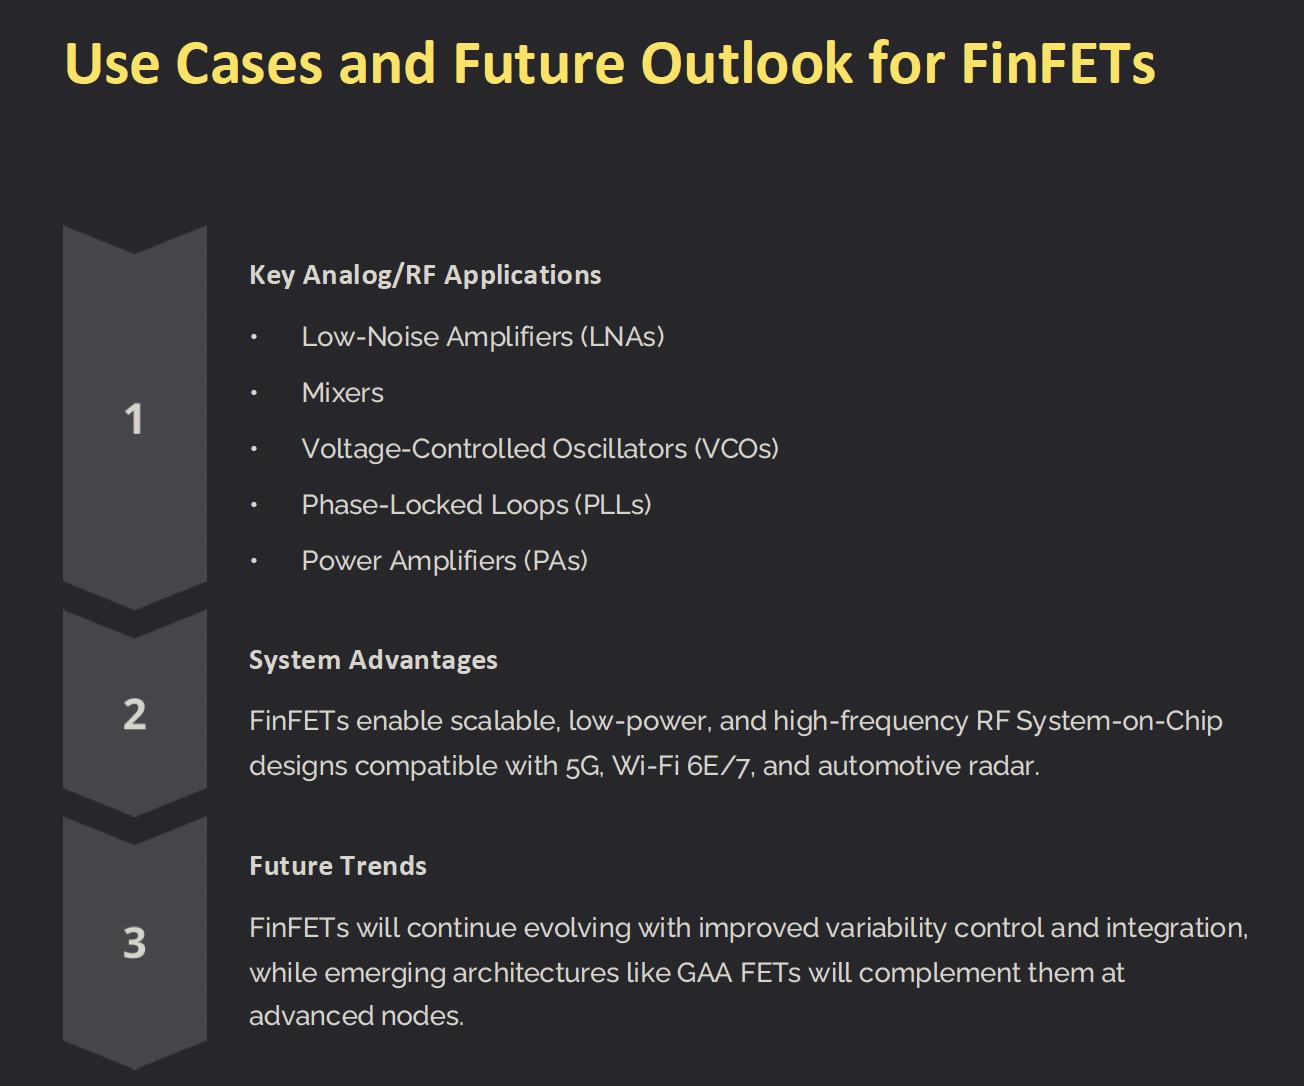 Use Cases and Future Outlook for FinFETs
1
Key Analog/RF Applications
• Low-Noise Amplifiers (LNAs)
• Mixers
• Voltage-Controlled Oscillators (VCOs)
• Phase-Locked Loops (PLLs)
• Power Amplifiers (PAs)
2
System Advantages
FinFETs enable scalable, low-power, and high-frequency RF System-on-Chip
designs compatible with 5G, Wi-Fi 6E/7, and automotive radar.
3
Future Trends
FinFETs will continue evolving with improved variability control and integration,
while emerging architectures like GAA FETs will complement them at
advanced nodes.